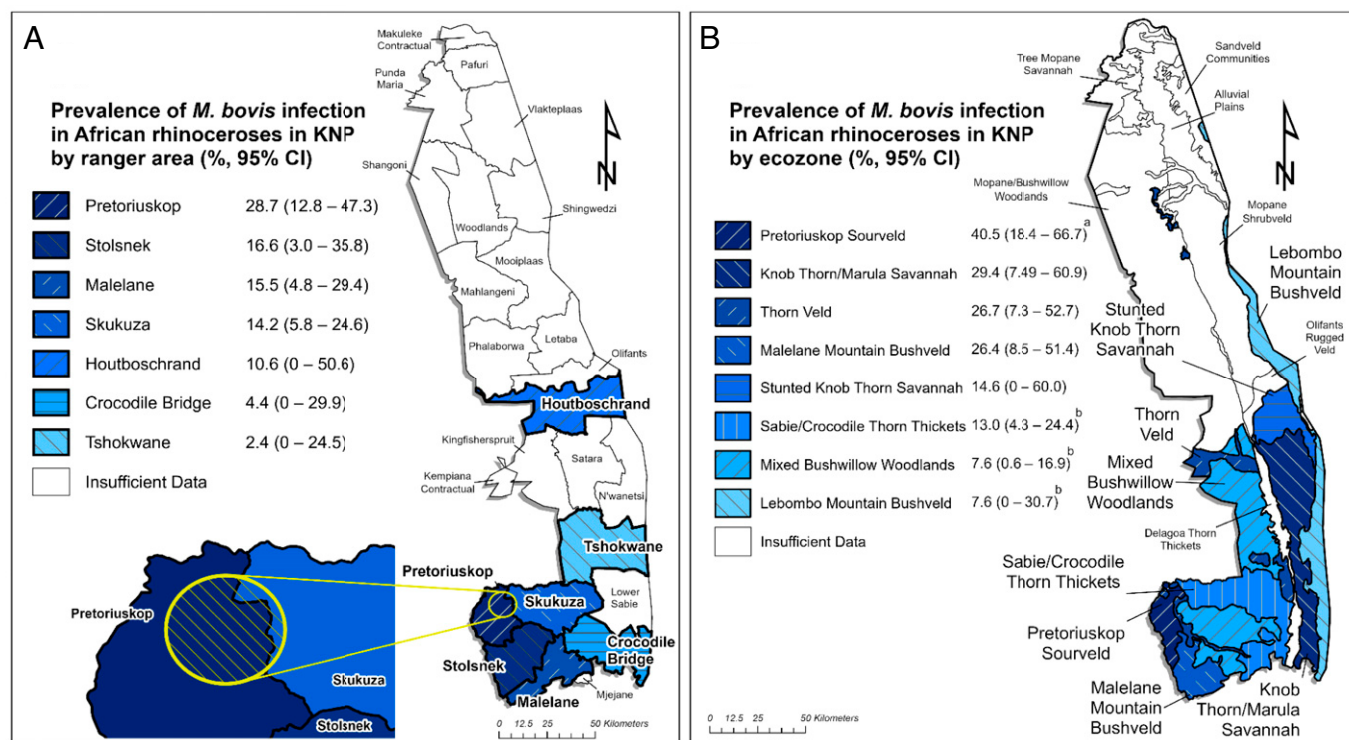 A
Prevalence of M. bovis infection
in African rhinoceroses in KNP
by ranger area (%, 95% CI)
Pretoriuskop 28.7 (12.8 – 47.3)
Stolsnek 16.6 (3.0 – 35.8)
Malelane 15.5 (4.8 – 29.4)
Skukuza 14.2 (5.8 – 24.6)
Houtboschrand 10.6 (0 – 50.6)
Crocodile Bridge 4.4 (0 – 29.9)
Tshokwane 2.4 (0 – 24.5)
Insufficient Data
Makuleke
Contractual
Pafuri
Punda
Maria
Vlakteplaas
N
Shangoni
Shingwedzi
Woodlands
Mooiplaas
Mahlangeni
Phalaborwa
Letaba
Olifants
Houtboschrand
Kingfisherspruit
Satara
Kempiana
Contractual
N'wanetsi
Tshokwane
Pretoriuskop
Lower
Sabie
Skukuza
Crocodile
Bridge
Stolsnek
Mjejane
Malelane
Pretoriuskop
Skukuza
Stolsnek
0 12.5 25 50 Kilometers
B
Prevalence of M. bovis infection
in African rhinoceroses in KNP
by ecozone (%, 95% CI)
Pretoriuskop Sourveld 40.5 (18.4 – 66.7)a
Knob Thorn/Marula Savannah 29.4 (7.49 – 60.9)
Thorn Veld 26.7 (7.3 – 52.7)
Malelane Mountain Bushveld 26.4 (8.5 – 51.4)
Stunted Knob Thorn Savannah 14.6 (0 – 60.0)
Sabie/Crocodile Thorn Thickets 13.0 (4.3 – 24.4)b
Mixed Bushwillow Woodlands 7.6 (0.6 – 16.9)b
Lebombo Mountain Bushveld 7.6 (0 – 30.7)b
Insufficient Data
Tree Mopane
Savannah
Sandveld
Communities
Alluvial
Plains
N
Mopane/Bushwillow
Woodlands
Mopane
Shrubveld
Lebombo
Mountain
Bushveld
Stunted
Knob Thorn
Savannah
Olifants
Rugged
Veld
Thorn
Veld
Mixed
Bushwillow
Woodlands
Delagoa Thorn
Thickets
Sabie/Crocodile
Thorn Thickets
Pretoriuskop
Sourveld
Malelane
Mountain
Bushveld
Knob
Thorn/Marula
Savannah
0 12.5 25 50 Kilometers